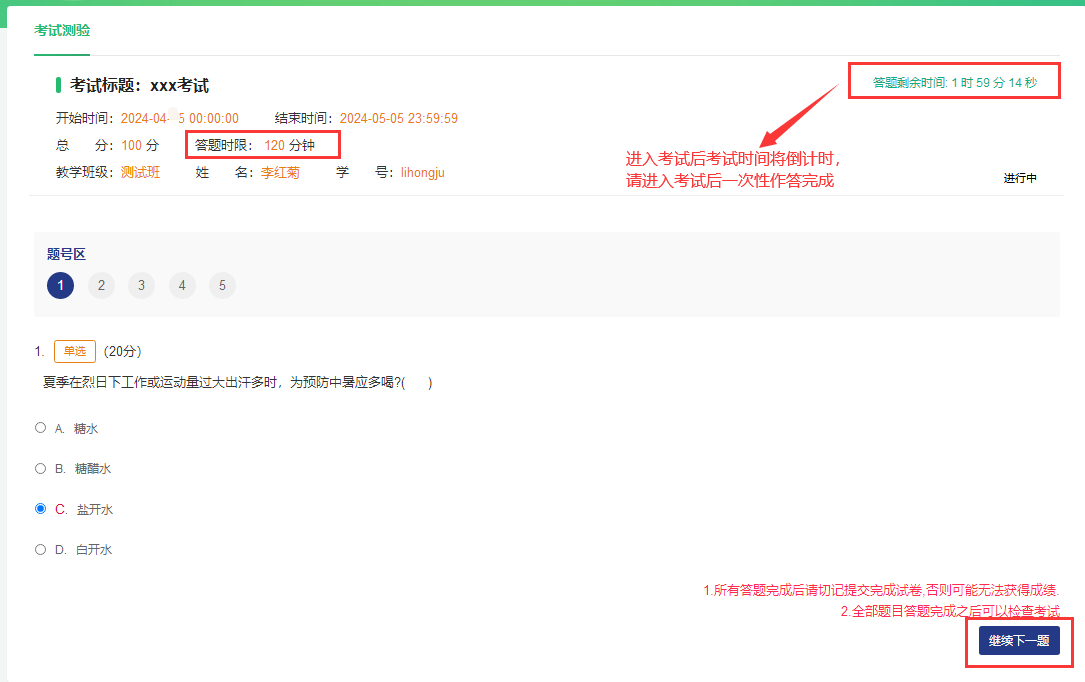 考试测验
考试标题：xxx考试
答题剩余时间: 1 时 59 分 14 秒
开始时间：2024-04- 5 00:00:00 结束时间：2024-05-05 23:59:59
总 分：100 分 答题时限： 120 分钟
教学班级：测试班 姓 名：李红菊 学 号：lihongju
进入考试后考试时间将倒计时，
请进入考试后一次性作答完成
进行中
题号区
1 2 3 4 5
1. 单选 (20分)
夏季在烈日下工作或运动量过大出汗多时，为预防中暑应多喝?( )
A. 糖水
B. 糖醋水
C. 盐开水
D. 白开水
1.所有答题完成后请切记提交完成试卷,否则可能无法获得成绩.
2.全部题目答题完成之后可以检查考试
继续下一题